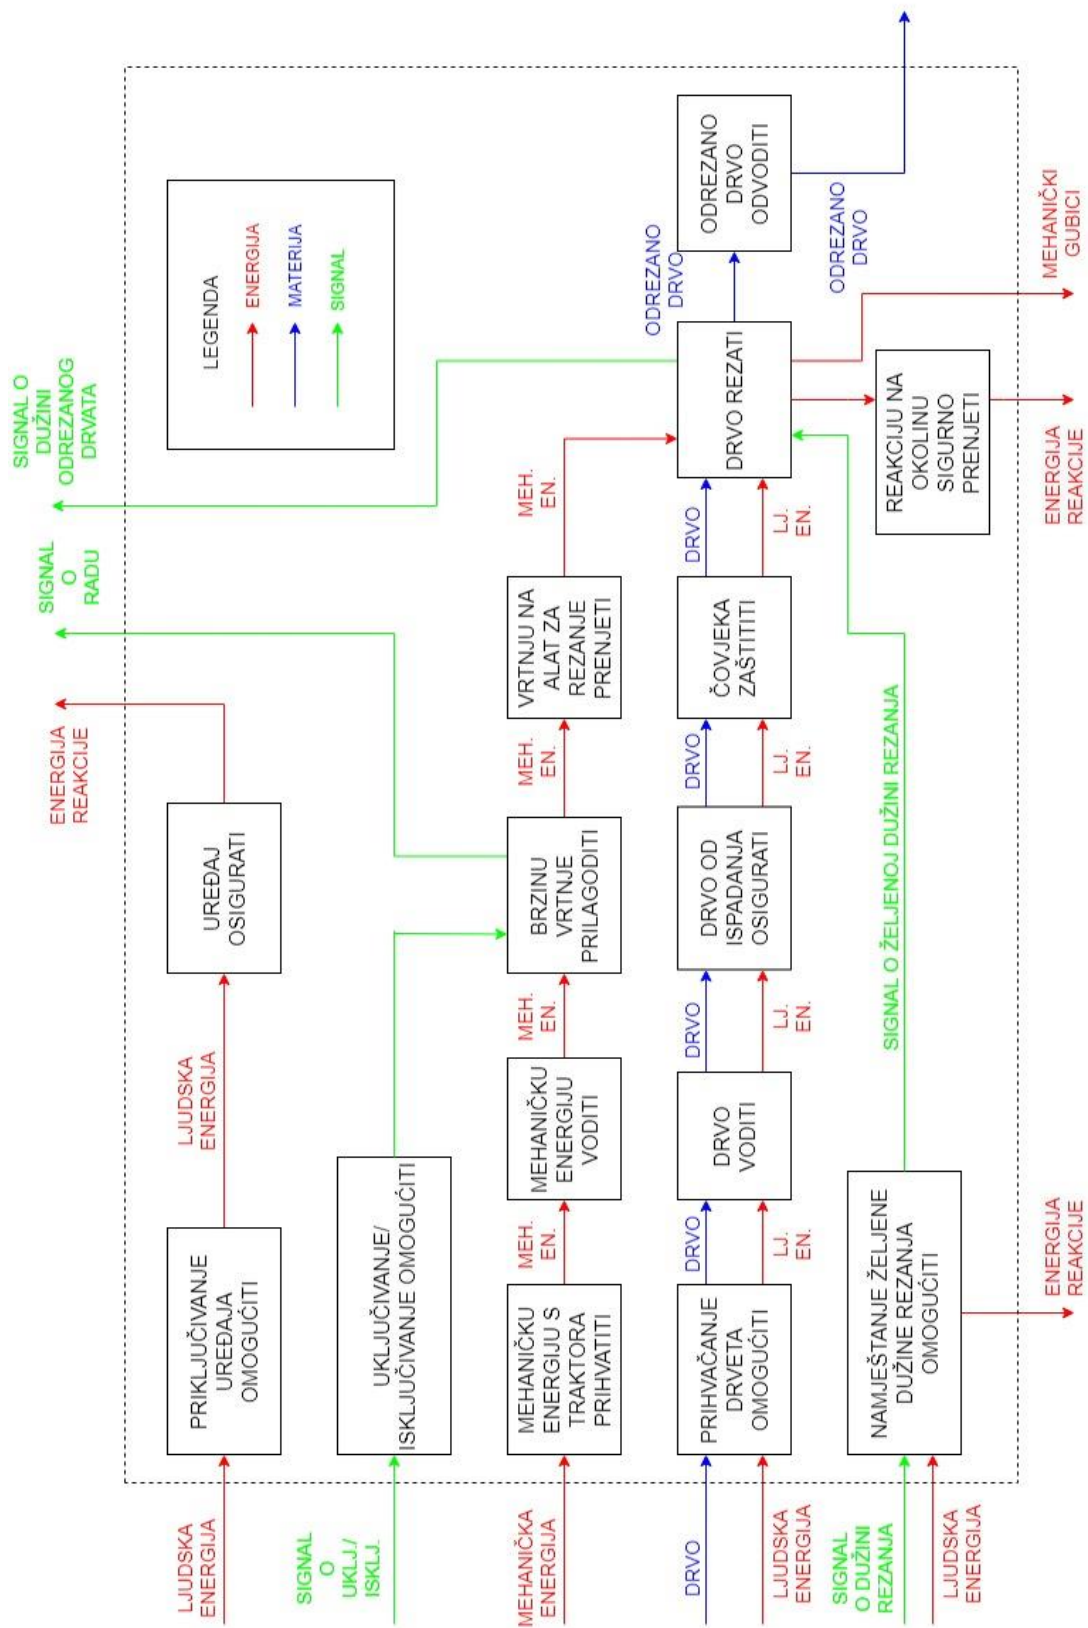 LJUDSKA
ENERGIJA
PRIKLJUČIVANJE
UREĐAJA
OMOGUĆITI
LJUDSKA
ENERGIJA
UREĐAJ
OSIGURATI
ENERGIJA
REAKCIJE
SIGNAL
O
RADU
SIGNAL O
DUŽINI
ODREZANOG
DRVATA
LEGENDA
ENERGIJA
MATERIJA
SIGNAL
SIGNAL
O
UKLJ./
ISKLJ.
UKLJUČIVANJE/
ISKLJUČIVANJE OMOGUĆITI
MEHANIČKA
ENERGIJA
MEHANIČKU
ENERGIJU S
TRAKTORA
PRIHVATITI
MEH.
EN.
MEHANIČKU
ENERGIJU
VODITI
MEH.
EN.
BRZINU
VRTNJE
PRILAGODITI
MEH.
EN.
VRTNJU NA
ALAT ZA
REZANJE
PRENJETI
MEH.
EN.
DRVO
LJUDSKA
ENERGIJA
PRIHVAČANJE
DRVETA
OMOGUĆITI
DRVO
LJ.
EN.
DRVO
VODITI
DRVO
LJ.
EN.
DRVO OD
ISPADANJA
OSIGURATI
DRVO
LJ.
EN.
ČOVJEKA
ZAŠTITITI
DRVO
LJ.
EN.
DRVO REZATI
ODREZANO
DRVO
ODREZANO
DRVO
ODVODITI
ODREZANO
DRVO
SIGNAL
O DUŽINI
REZANJA
LJUDSKA
ENERGIJA
NAMJEŠTANJE ŽELJENE
DUŽINE REZANJA
OMOGUĆITI
SIGNAL O ŽELJENOJ DUŽINI REZANJA
ENERGIJA
REAKCIJE
REAKCIJU NA
OKOLINU
SIGURNO
PRENJETI
ENERGIJA
REAKCIJE
MEHANIČKI
GUBICI